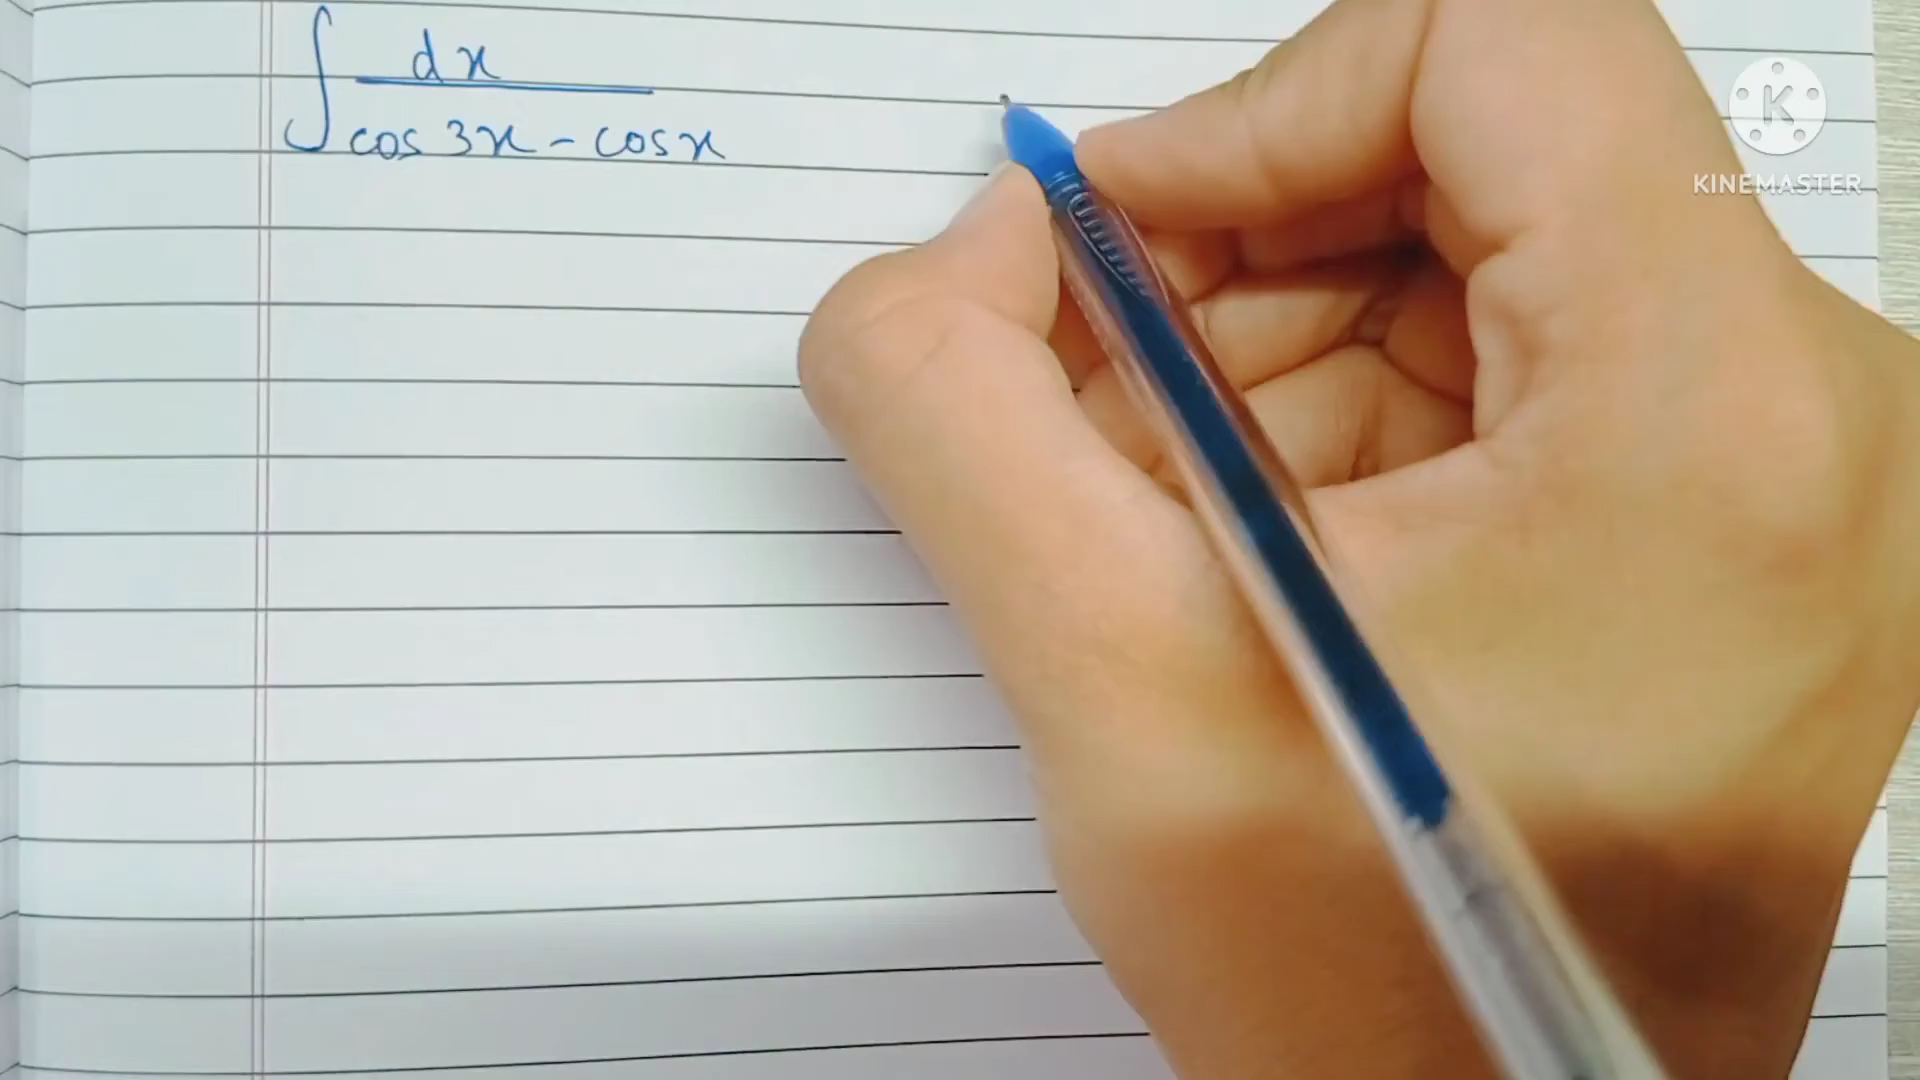 ∫ dx
cos 3x - cos x
K
KINEMASTER